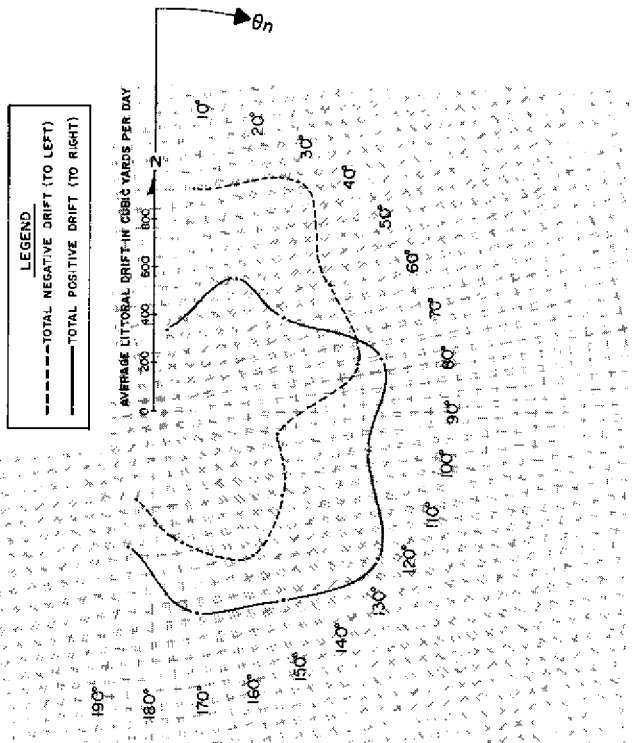 LEGEND
TOTAL NEGATIVE DRIFT (TO LEFT)
TOTAL POSITIVE DRIFT (TO RIGHT)
θn
AVERAGE LITTORAL DRIFT IN CUBIC YARDS PER DAY
N
0 200 400 600 800
10°
20°
30°
40°
50°
60°
70°
80°
90°
100°
110°
120°
130°
140°
150°
160°
170°
180°
190°